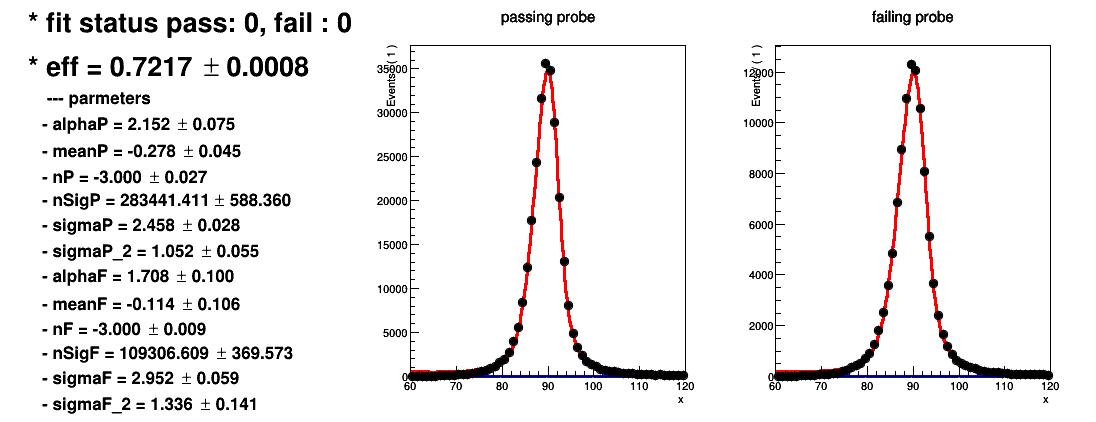 * fit status pass: 0, fail : 0
* eff = 0.7217 ± 0.0008
--- parmeters
- alphaP = 2.152 ± 0.075
- meanP = -0.278 ± 0.045
- nP = -3.000 ± 0.027
- nSigP = 283441.411 ± 588.360
- sigmaP = 2.458 ± 0.028
- sigmaP_2 = 1.052 ± 0.055
- alphaF = 1.708 ± 0.100
- meanF = -0.114 ± 0.106
- nF = -3.000 ± 0.009
- nSigF = 109306.609 ± 369.573
- sigmaF = 2.952 ± 0.059
- sigmaF_2 = 1.336 ± 0.141
passing probe
Events / ( 1 )
35000
30000
25000
20000
15000
10000
5000
0
60 70 80 90 100 110 120
x
failing probe
Events / ( 1 )
12000
10000
8000
6000
4000
2000
0
60 70 80 90 100 110 120
x